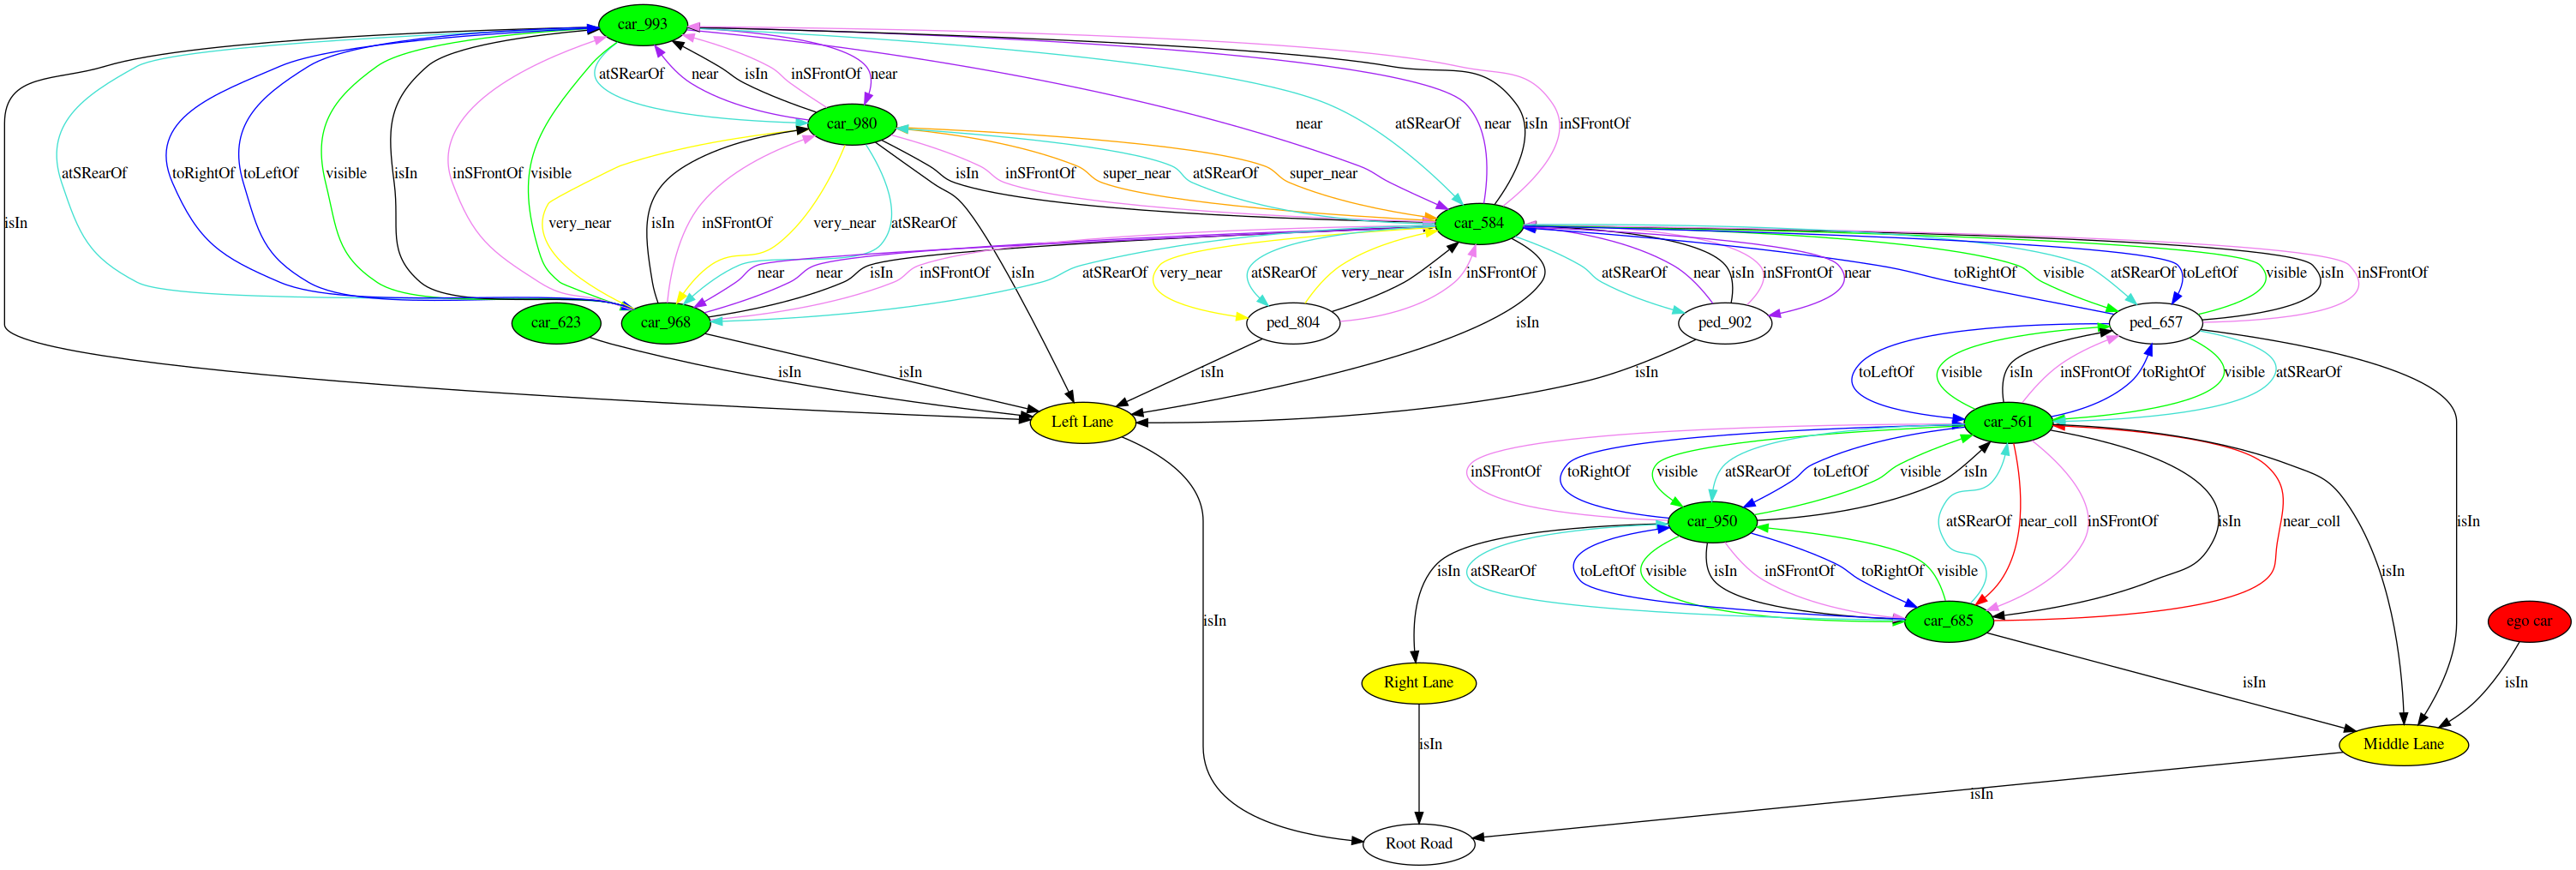 car_993
atSRearOf near isIn inSFrontOf near
car_980
near atSRearOf near isIn inSFrontOf
atSRearOf toRightOf toLeftOf visible isIn inSFrontOf visible
isIn inSFrontOf super_near atSRearOf super_near
isIn very_near isIn inSFrontOf very_near atSRearOf
car_584
near near isIn inSFrontOf isIn atSRearOf very_near atSRearOf very_near isIn inSFrontOf atSRearOf near isIn inSFrontOf near toRightOf visible atSRearOf toLeftOf visible isIn inSFrontOf
car_623 car_968 ped_804 isIn ped_902 ped_657
isIn isIn isIn isIn toLeftOf visible isIn inSFrontOf toRightOf visible atSRearOf
Left Lane car_561
inSFrontOf toRightOf visible atSRearOf toLeftOf visible isIn
car_950 atSRearOf near_coll inSFrontOf isIn near_coll isIn
isIn atSRearOf toLeftOf visible isIn inSFrontOf toRightOf visible isIn
isIn car_685 ego car
Right Lane isIn isIn
isIn Middle Lane
isIn
Root Road